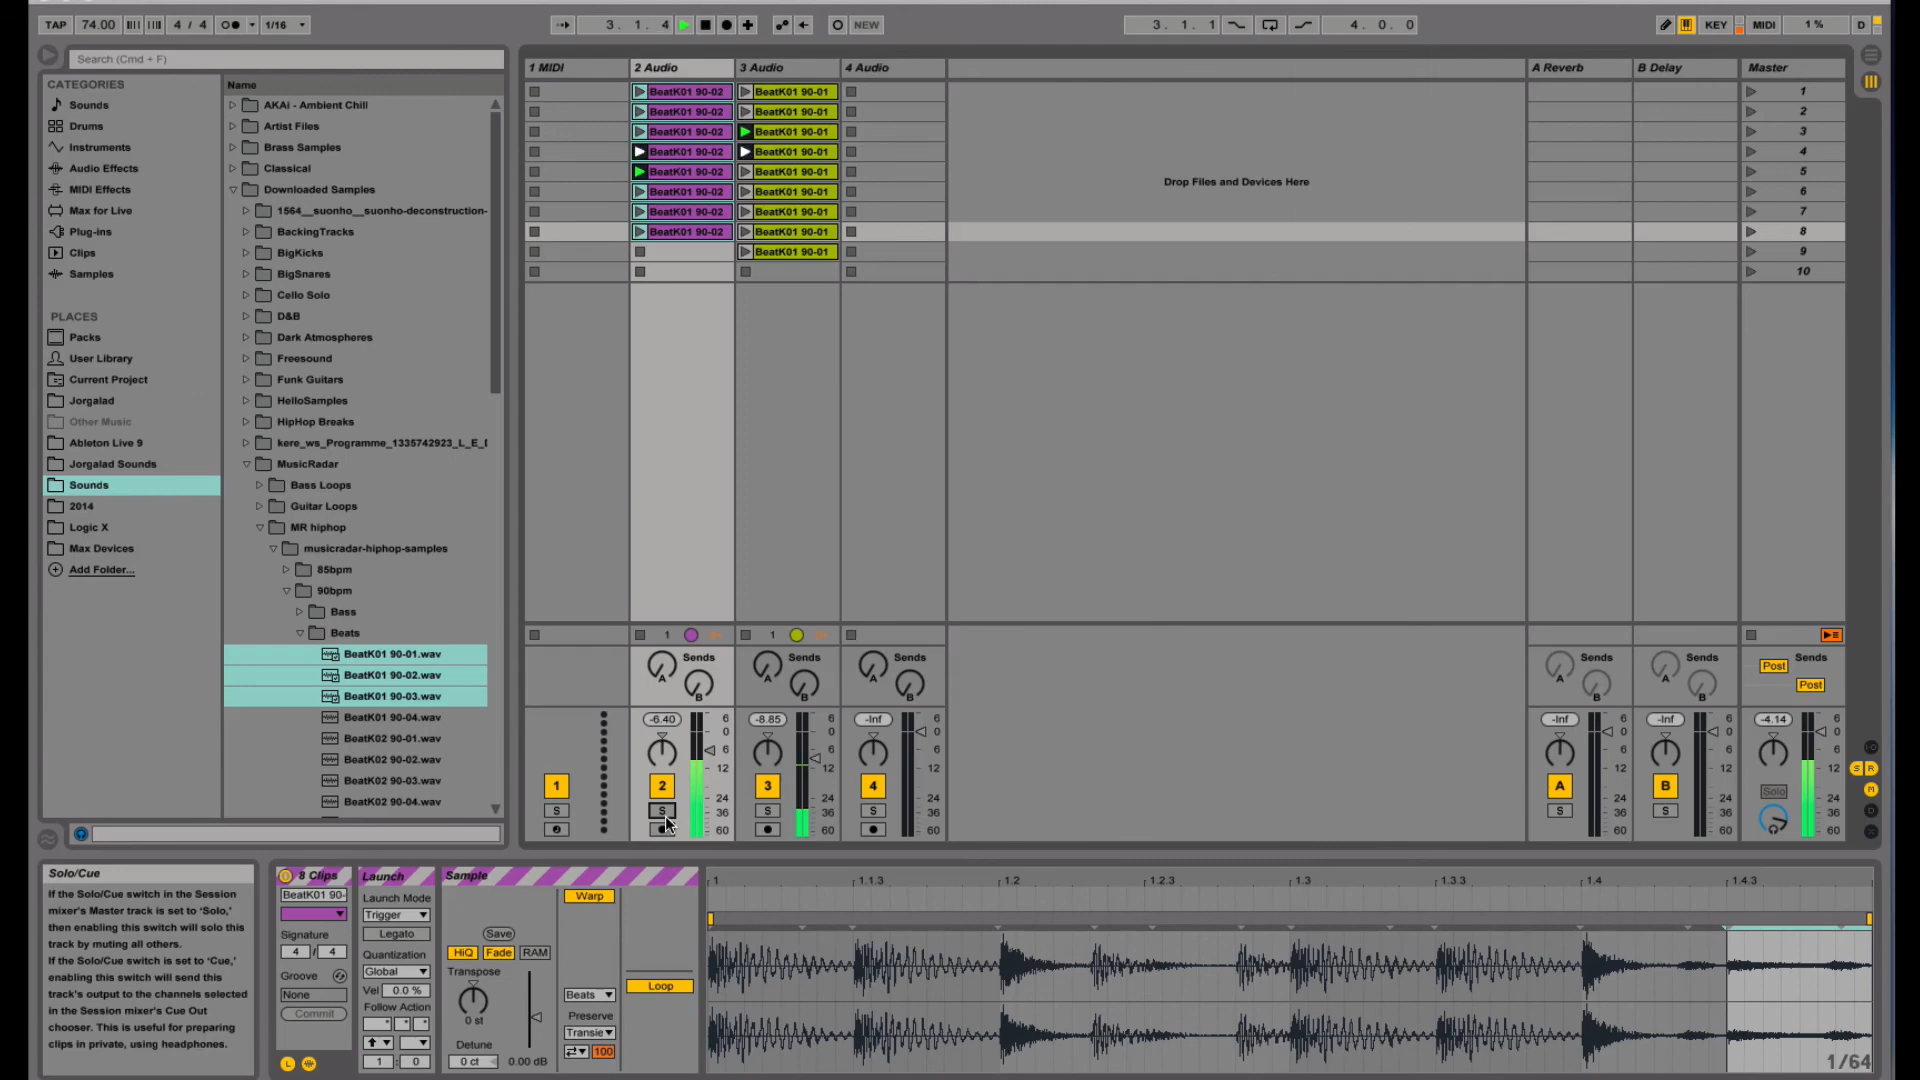 TAP 74.00 4 / 4 1/16 3. 1. 4 NEW 3. 1. 1 4. 0. 0 KEY MIDI 1 % D
Search (Cmd + F)
CATEGORIES
Sounds
Drums
Instruments
Audio Effects
MIDI Effects
Max for Live
Plug-ins
Clips
Samples
PLACES
Packs
User Library
Current Project
Jorgalad
Other Music
Ableton Live 9
Jorgalad Sounds
Sounds
2014
Logic X
Max Devices
Add Folder...
Name
AKAi - Ambient Chill
Artist Files
Brass Samples
Classical
Downloaded Samples
1564__suonho__suonho-deconstruction-
BackingTracks
BigKicks
BigSnares
Cello Solo
D&B
Dark Atmospheres
Freesound
Funk Guitars
HelloSamples
HipHop Breaks
kere_ws_Programme_1335742923_L_E_
MusicRadar
Bass Loops
Guitar Loops
MR hiphop
musicradar-hiphop-samples
85bpm
90bpm
Bass
Beats
BeatK01 90-01.wav
BeatK01 90-02.wav
BeatK01 90-03.wav
BeatK01 90-04.wav
BeatK02 90-01.wav
BeatK02 90-02.wav
BeatK02 90-03.wav
BeatK02 90-04.wav
1 MIDI 2 Audio 3 Audio 4 Audio A Reverb B Delay Master
BeatK01 90-02 BeatK01 90-01 1
BeatK01 90-02 BeatK01 90-01 2
BeatK01 90-02 BeatK01 90-01 3
BeatK01 90-02 BeatK01 90-01 4
BeatK01 90-02 BeatK01 90-01 5
Drop Files and Devices Here
BeatK01 90-02 BeatK01 90-01 6
BeatK01 90-02 BeatK01 90-01 7
BeatK01 90-02 BeatK01 90-01 8
BeatK01 90-01 9
10
1 1
Sends Sends Sends Sends Sends Sends
A A A A A Post
B B B B B Post
-6.40 6 -8.85 6 -Inf 6 -Inf 6 -Inf 6 -4.14 6
0 0 0 0 0 0
6 6 6 6 6 6
12 12 12 12 12 12
1 2 3 4 A B
24 24 24 24 24 24
S S S S S S Solo
36 36 36 36 36 36
60 60 60 60 60 60
S R
M
D
X
Solo/Cue
If the Solo/Cue switch in the Session
mixer's Master track is set to 'Solo,'
then enabling this switch will solo this
track by muting all others.
If the Solo/Cue switch is set to 'Cue,'
enabling this switch will send this
track's output to the channels selected
in the Session mixer's Cue Out
chooser. This is useful for preparing
clips in private, using headphones.
8 Clips
BeatK01 90-
Signature
4 / 4
Groove
None
Commit
L
Launch
Launch Mode
Trigger
Legato
Quantization
Global
Vel 0.0 %
Follow Action
1 : 0
Sample
Save
HiQ Fade RAM
Transpose
0 st
Detune
0 ct 0.00 dB
Warp
Beats
Preserve
Transie
100
Loop
1 1.1.3 1.2 1.2.3 1.3 1.3.3 1.4 1.4.3
1/64